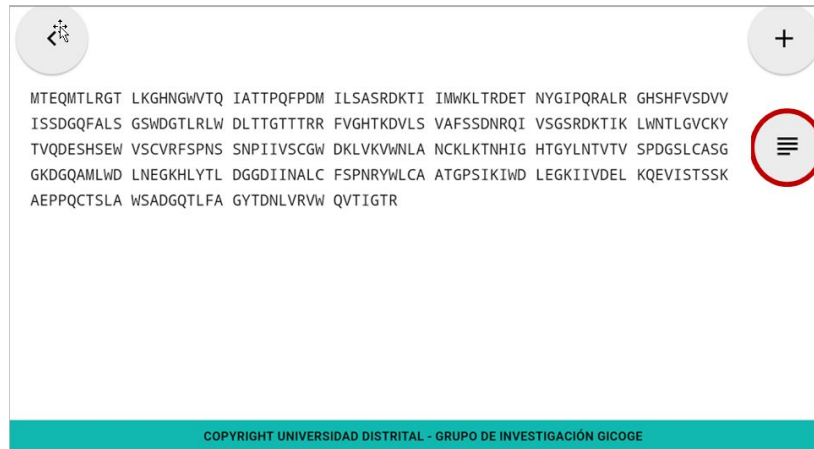 MTEQMTLRGT LKGHNGWVTQ IATTPQFPDM ILSASRDKTI IMWKLTRDET NYGIPQRALR GHSHFVSDVV
ISSDGQFALS GSWDGTLRLW DLTTGTTTRR FVGHTKDVLS VAFSSDNRQI VSGSRDKTIK LWNTLGVCKY
TVQDESHSEW VSCVRFSPNS SNPIIVSCGW DKLVKVWNLA NCKLKTNHIG HTGYLNTVTV SPDGSLCASG
GKDGQAMLWD LNEGKHLYTL DGGDIINALC FSPNRYWLCA ATGPSIKIWD LEGKIIVDEL KQEVISTSSK
AEPPQCTSLA WSADGQTLFA GYTDNLVRVW QVTIGTR
COPYRIGHT UNIVERSIDAD DISTRITAL - GRUPO DE INVESTIGACIÓN GICOGE